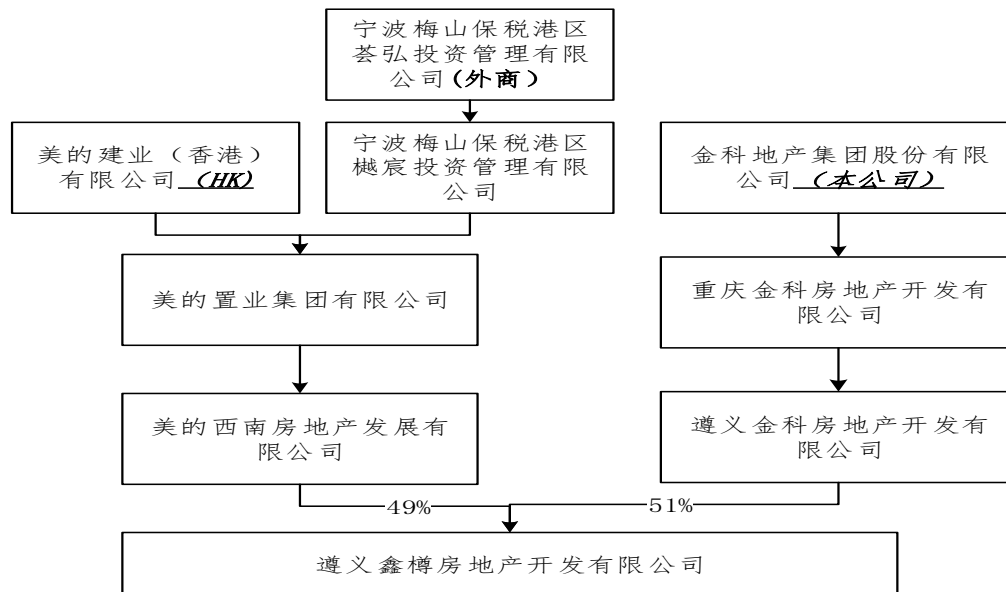 宁波梅山保税港区
荟弘投资管理有限
公司(外商)
美的建业（香港）
有限公司 (HK)
宁波梅山保税港区
樾宸投资管理有限
公司
金科地产集团股份有限
公司（本公司）
美的置业集团有限公司
重庆金科房地产开发有
限公司
美的西南房地产发展有
限公司
遵义金科房地产开发有
限公司
49%
51%
遵义鑫樽房地产开发有限公司